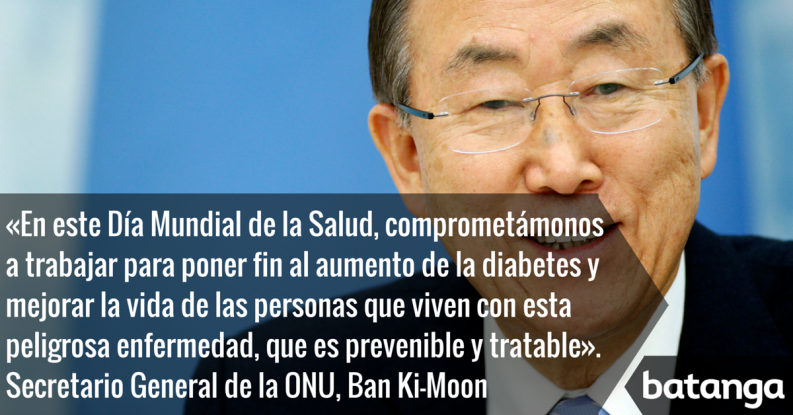 «En este Día Mundial de la Salud, comprometámonos
a trabajar para poner fin al aumento de la diabetes y
mejorar la vida de las personas que viven con esta
peligrosa enfermedad, que es prevenible y tratable».
Secretario General de la ONU, Ban Ki-Moon
batanga